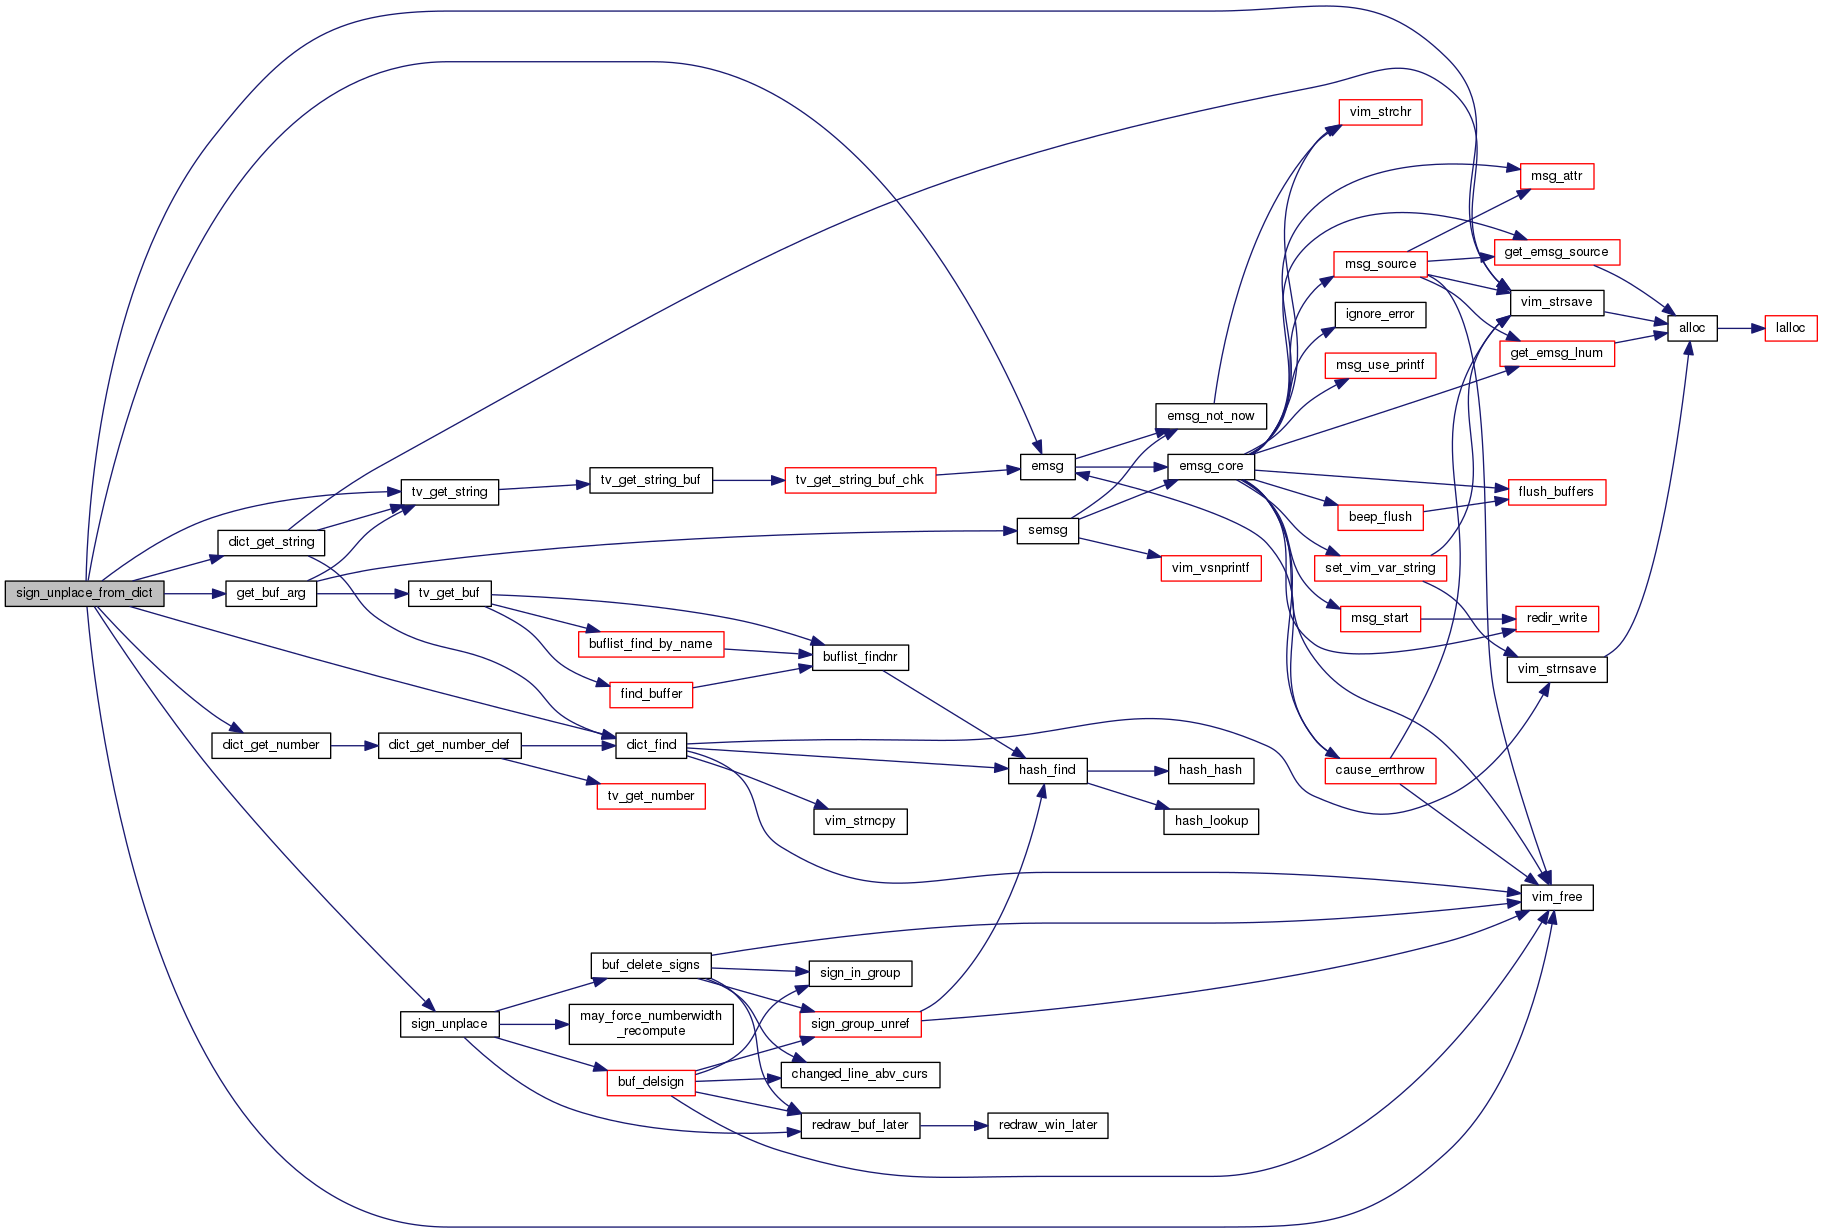 vim_strchr
msg_attr
get_emsg_source
msg_source
vim_strsave
ignore_error
alloc
lalloc
get_emsg_lnum
msg_use_printf
emsg_not_now
emsg
emsg_core
tv_get_string
tv_get_string_buf
tv_get_string_buf_chk
flush_buffers
beep_flush
semsg
dict_get_string
vim_vsnprintf
set_vim_var_string
sign_unplace_from_dict
get_buf_arg
tv_get_buf
msg_start
redir_write
buflist_find_by_name
buflist_findnr
vim_strnsave
find_buffer
dict_get_number
dict_get_number_def
dict_find
hash_find
hash_hash
cause_errthrow
tv_get_number
vim_strncpy
hash_lookup
vim_free
buf_delete_signs
sign_in_group
sign_unplace
may_force_numberwidth
_recompute
sign_group_unref
buf_delsign
changed_line_abv_curs
redraw_buf_later
redraw_win_later